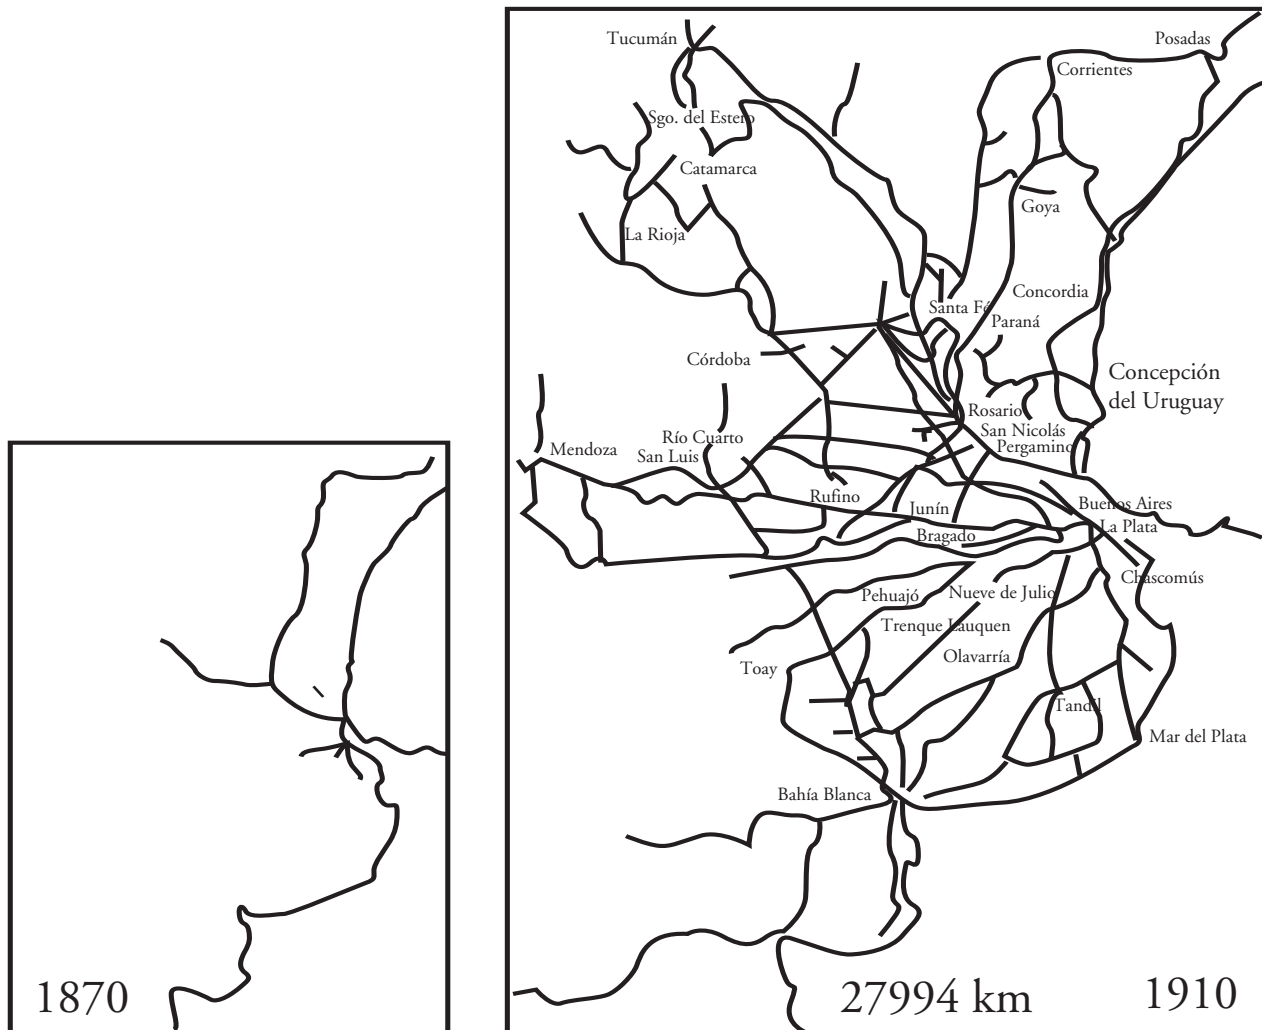 Tucumán
Posadas
Corrientes
Sgo. del Estero
Catamarca
Goya
La Rioja
Concordia
Santa Fé
Paraná
Córdoba
Concepción
del Uruguay
Rosario
San Nicolás
Pergamino
Río Cuarto
Mendoza
San Luis
Rufino
Junín
Buenos Aires
La Plata
Bragado
Chascomús
Pehuajó
Nueve de Julio
Trenque Lauquen
Olavarría
Toay
Tandil
Mar del Plata
Bahía Blanca
1870
27994 km
1910